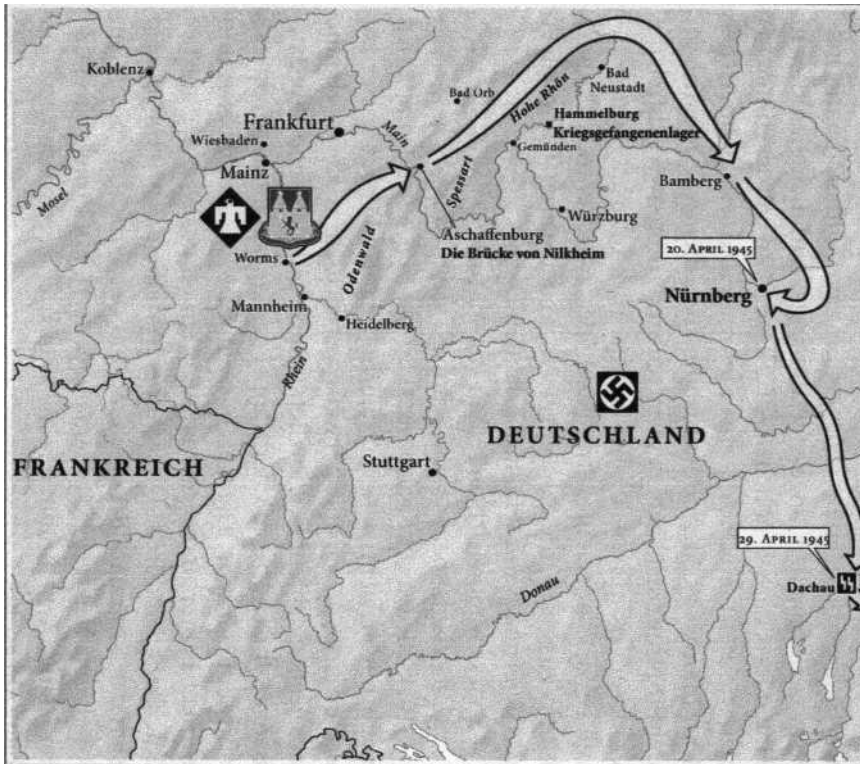 Koblenz
Mosel
Wiesbaden
Frankfurt
Mainz
Main
Bad Orb
Hohe Rhön
Bad
Neustadt
Hammelburg
Kriegsgefangenenlager
Gemünden
Spessart
Würzburg
Bamberg
Aschaffenburg
Die Brücke von Nilkheim
Odenwald
Worms
Mannheim
Heidelberg
Rhein
20. APRIL 1945
Nürnberg
DEUTSCHLAND
FRANKREICH
Stuttgart
29. APRIL 1945
Donau
Dachau